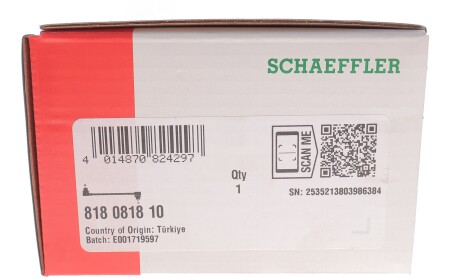 SCHAEFFLER
4 014870 824297
Qty
1
SCAN ME
SN: 2535213803986384
818 0818 10
Country of Origin: Türkiye
Batch: E001719597